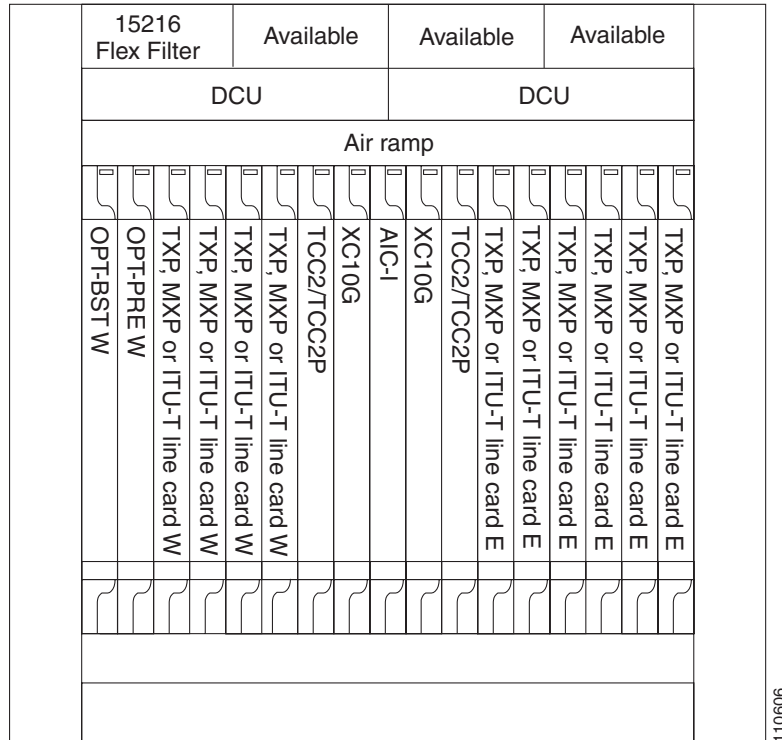 15216
Flex Filter
Available
Available
Available
DCU
DCU
Air ramp
OPT-BST W
OPT-PRE W
TXP, MXP or ITU-T line card W
TXP, MXP or ITU-T line card W
TXP, MXP or ITU-T line card W
TXP, MXP or ITU-T line card W
TCC2/TCC2P
XC10G
AIC-I
XC10G
TCC2/TCC2P
TXP, MXP or ITU-T line card E
TXP, MXP or ITU-T line card E
TXP, MXP or ITU-T line card E
TXP, MXP or ITU-T line card E
TXP, MXP or ITU-T line card E
TXP, MXP or ITU-T line card E
110606